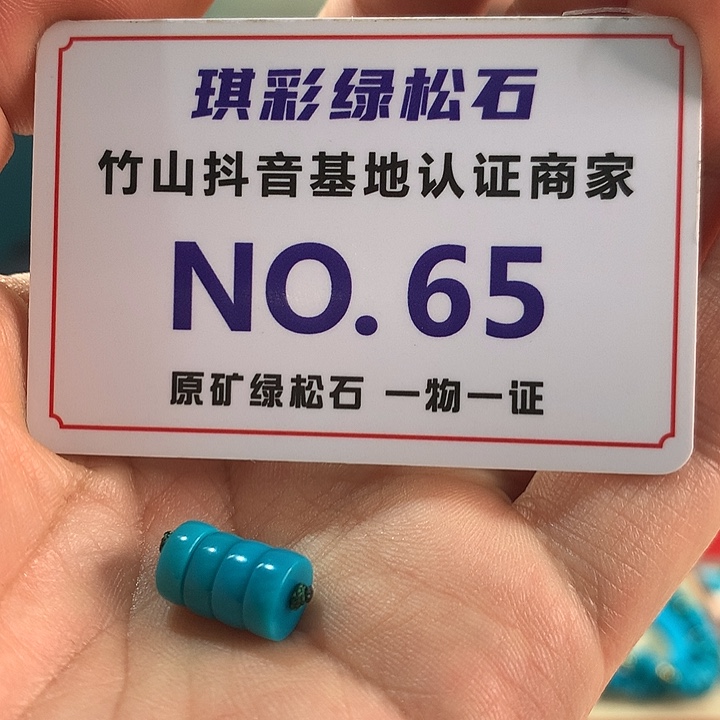 琪彩绿松石
竹山抖音基地认证商家
NO. 65
原矿绿松石 一物一证